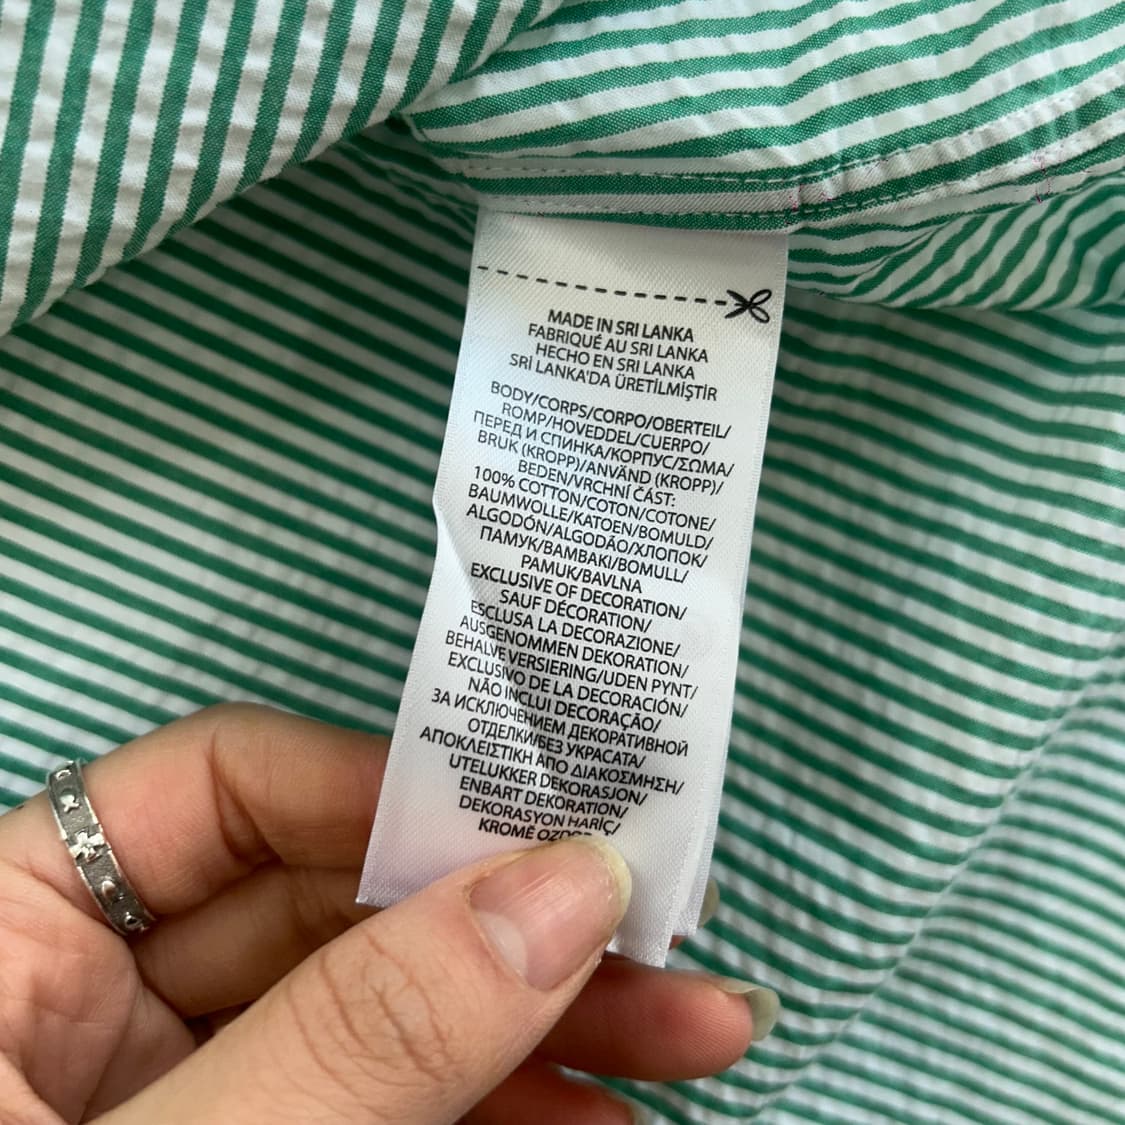 MADE IN SRI LANKA
FABRIQUÉ AU SRI LANKA
HECHO EN SRI LANKA
SRİ LANKA'DA ÜRETİLMİŞTİR
BODY/CORPS/CORPO/OBERTEIL/
ROMP/HOVEDDEL/CUERPO/
ПЕРЕД И СПИНКА/КОРПУС/ΣΩΜΑ/
BRUK (KROPP)/ANVÄND (KROPP)/
BEDEN/VRCHNÍ ČÁST:
100% COTTON/COTON/COTONE/
BAUMWOLLE/KATOEN/BOMULD/
ALGODÓN/ALGODÃO/ХЛОПОК/
ПАМУК/ΒΑΜΒΑΚΙ/BOMULL/
PAMUK/BAVLNA
EXCLUSIVE OF DECORATION/
SAUF DÉCORATION/
ESCLUSA LA DECORAZIONE/
AUSGENOMMEN DEKORATION/
BEHALVE VERSIERING/UDEN PYNT/
EXCLUSIVO DE LA DECORACIÓN/
NÃO INCLUI DECORAÇÃO/
ЗА ИСКЛЮЧЕНИЕМ ДЕКОРАТИВНОЙ
ОТДЕЛКИ/БЕЗ УКРАСАТА/
ΑΠΟΚΛΕΙΣΤΙΚΗ ΑΠΟ ΔΙΑΚΟΣΜΗΣΗ/
UTELUKKER DEKORASJON/
ENBART DEKORATION/
DEKORASYON HARİÇ/
KROMĚ